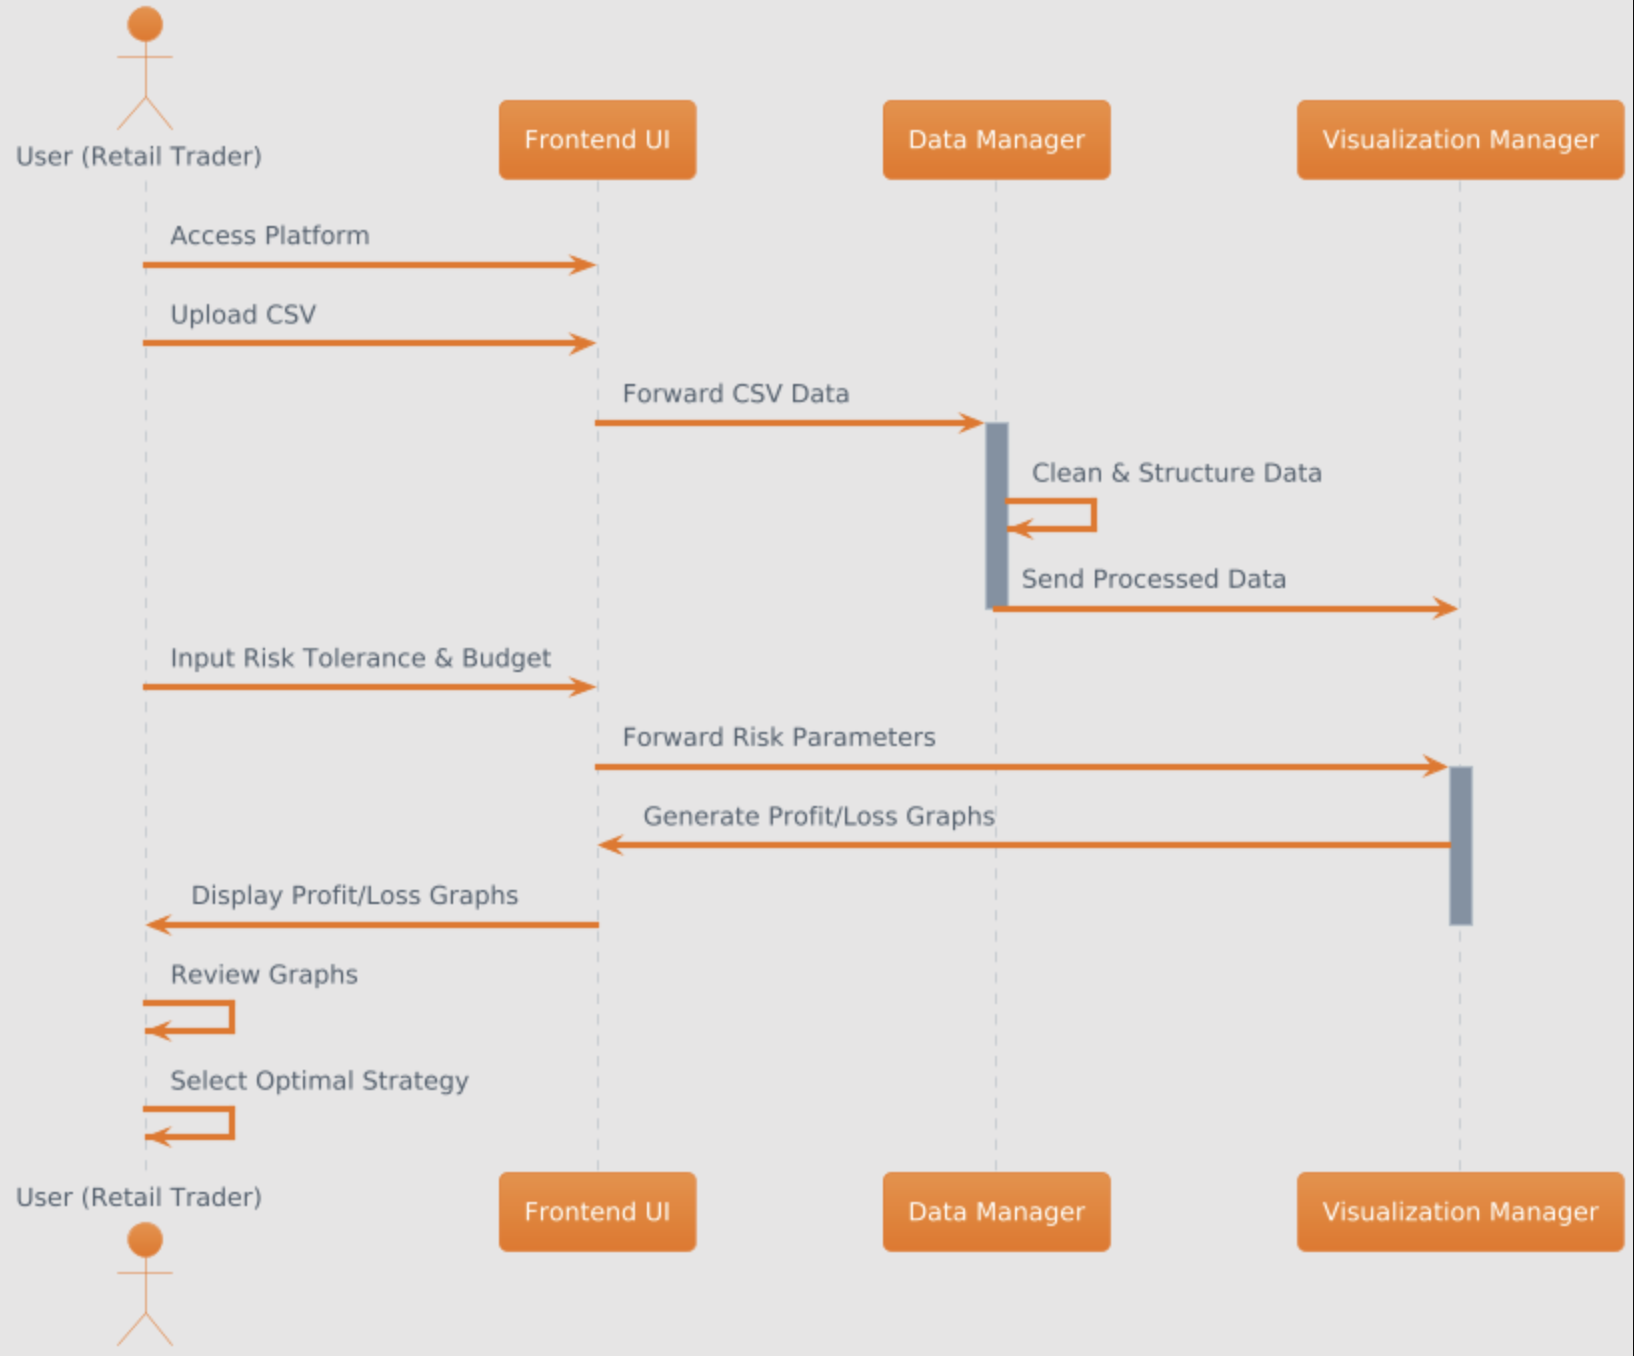 User (Retail Trader)
Frontend UI
Data Manager
Visualization Manager
Access Platform
Upload CSV
Forward CSV Data
Clean & Structure Data
Send Processed Data
Input Risk Tolerance & Budget
Forward Risk Parameters
Generate Profit/Loss Graphs
Display Profit/Loss Graphs
Review Graphs
Select Optimal Strategy
User (Retail Trader)
Frontend UI
Data Manager
Visualization Manager